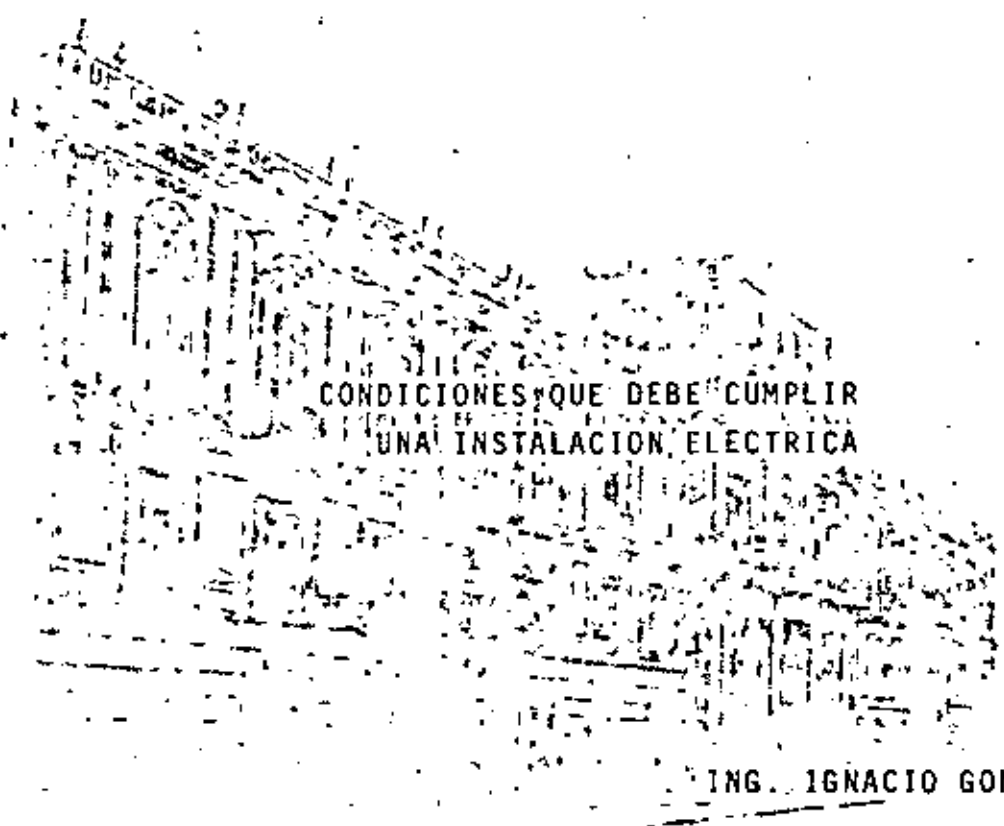 CONDICIONES QUE DEBE CUMPLIR
UNA INSTALACION ELECTRICA
ING. IGNACIO